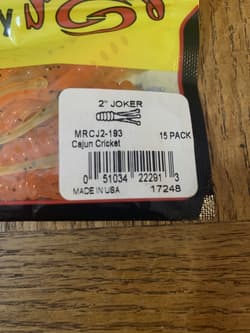 2" JOKER
MRCJ2-193 15 PACK
Cajun Cricket
0 51034 22291 3
MADE IN USA 17248